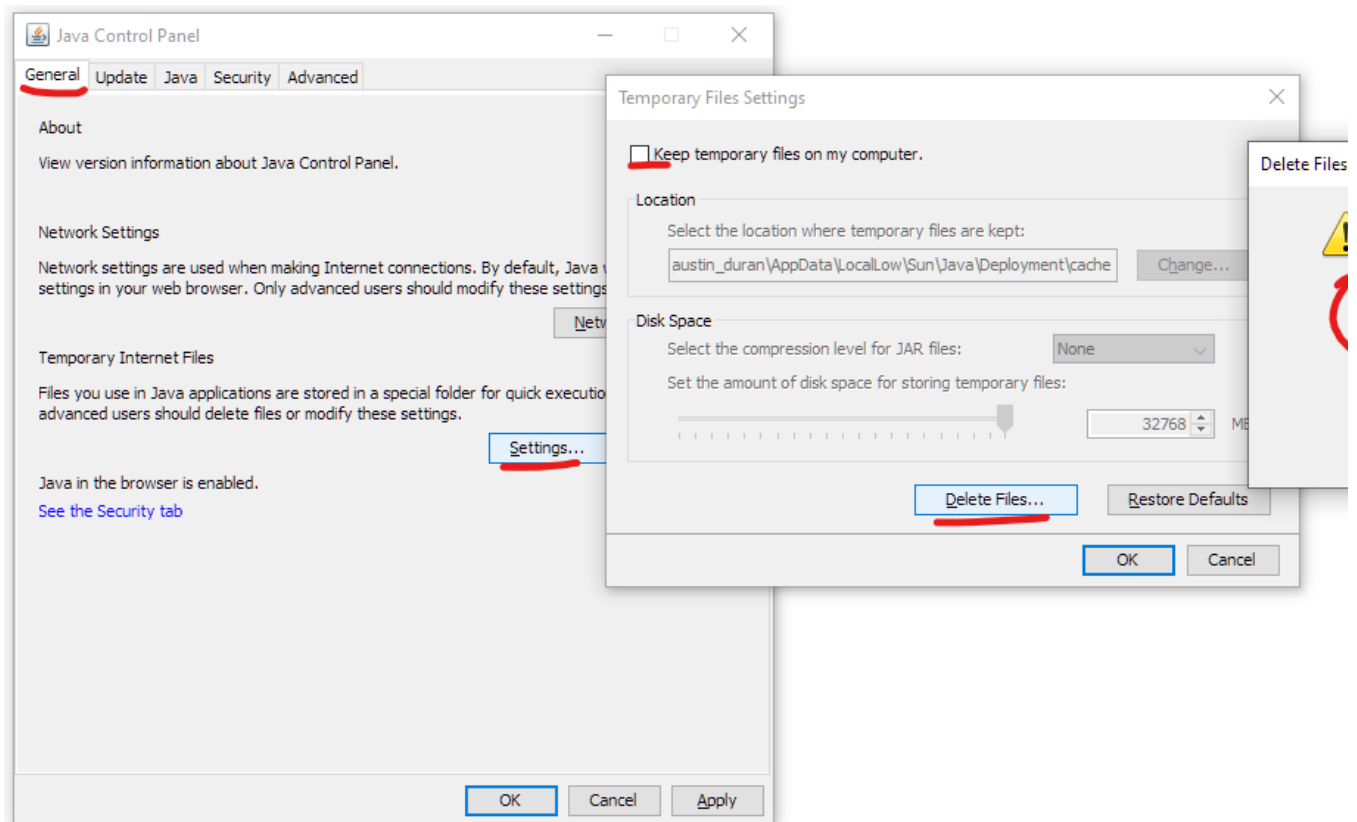 Java Control Panel
General Update Java Security Advanced
About
View version information about Java Control Panel.
Network Settings
Network settings are used when making Internet connections. By default, Java
settings in your web browser. Only advanced users should modify these settings
Temporary Internet Files
Files you use in Java applications are stored in a special folder for quick
advanced users should delete files or modify these settings.
Settings...
Java in the browser is enabled.
See the Security tab
OK Cancel Apply
Temporary Files Settings
Keep temporary files on my computer.
Location
Select the location where temporary files are kept:
austin_duran\AppData\LocalLow\Sun\Java\Deployment\cache
Change...
Disk Space
Select the compression level for JAR files:
None
Set the amount of disk space for storing temporary files:
32768
Delete Files... Restore Defaults
OK Cancel
Delete Files